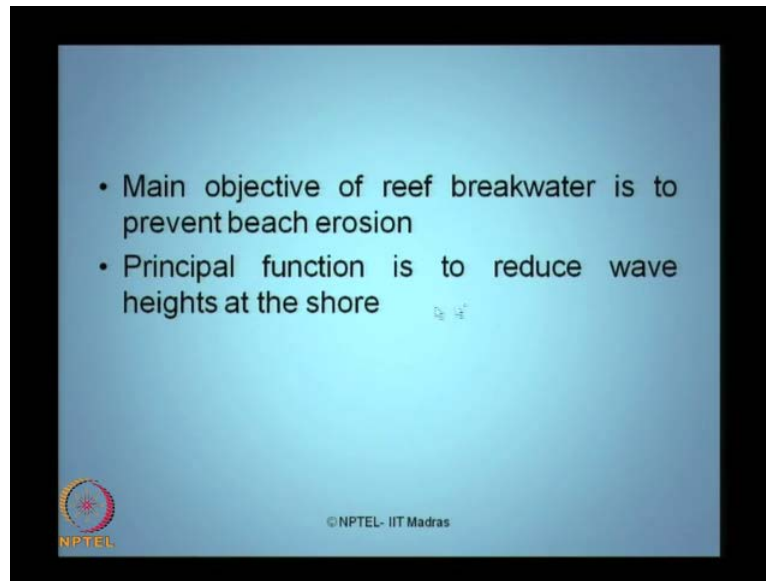 • Main objective of reef breakwater is to
prevent beach erosion
• Principal function is to reduce wave
heights at the shore
©NPTEL- IIT Madras
NPTEL